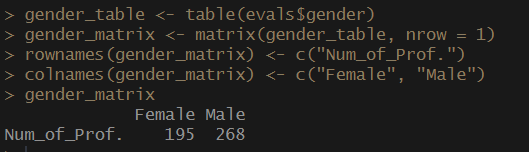 > gender_table <- table(evals$gender)
> gender_matrix <- matrix(gender_table, nrow = 1)
> rownames(gender_matrix) <- c("Num_of_Prof.")
> colnames(gender_matrix) <- c("Female", "Male")
> gender_matrix
             Female Male
Num_of_Prof.    195  268
>